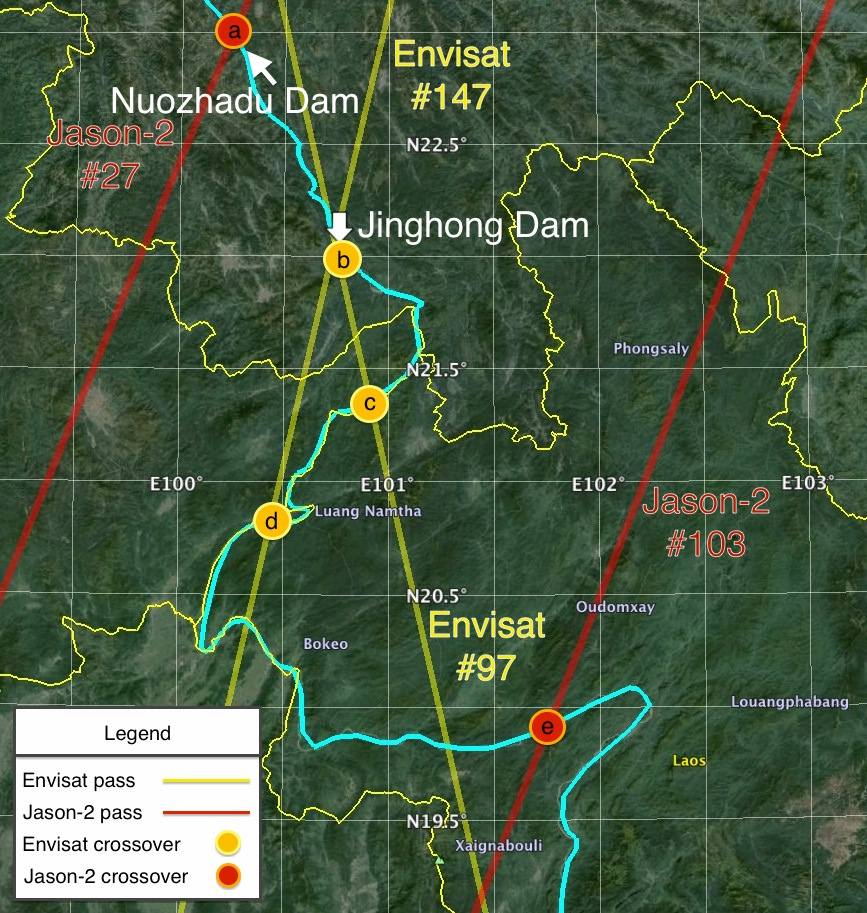 a
Envisat
#147
Nuozhadu Dam
Jason-2
#27
N22.5°
Jinghong Dam
b
Phongsaly
N21.5°
c
E100°
E101°
E102°
E103°
Jason-2
#103
Luang Namtha
d
N20.5°
Oudomxay
Envisat
#97
Bokeo
Louangphabang
e
Laos
N19.5°
Xaignabouli
Legend
Envisat pass
Jason-2 pass
Envisat crossover
Jason-2 crossover